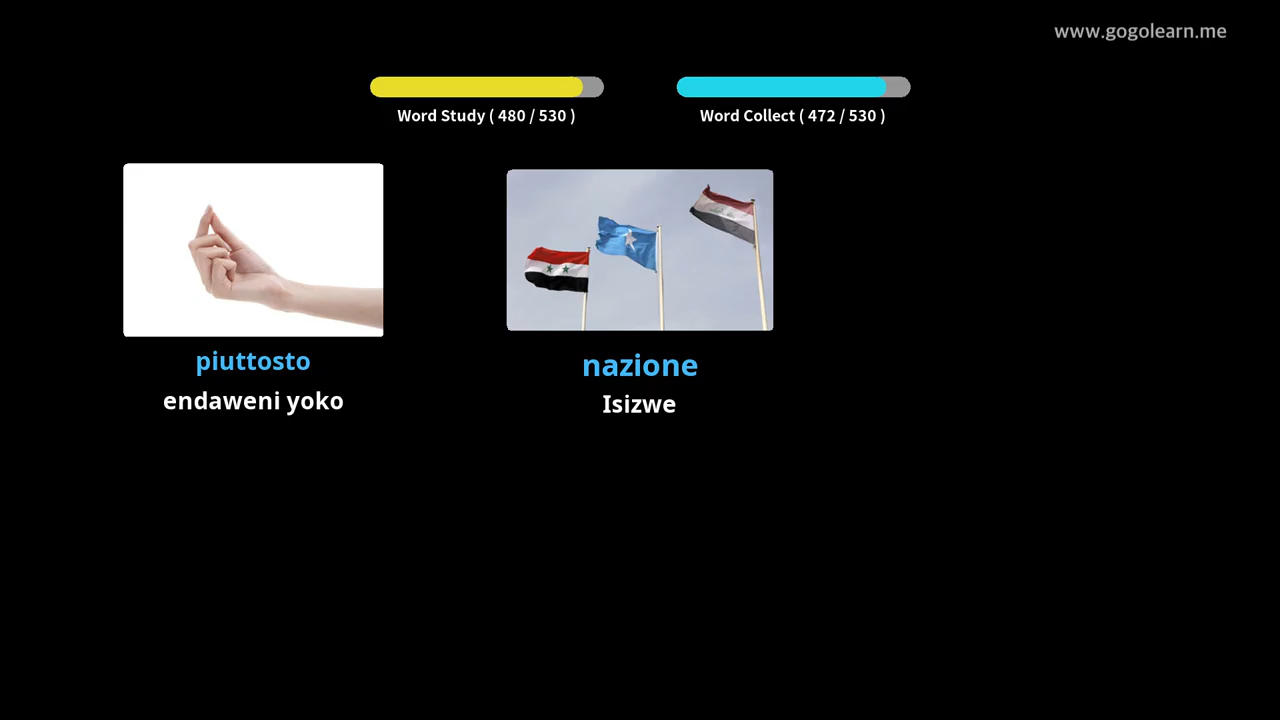 www.gogolearn.me
Word Study ( 480 / 530 )
Word Collect ( 472 / 530 )
piuttosto
endaweni yoko
nazione
Isizwe